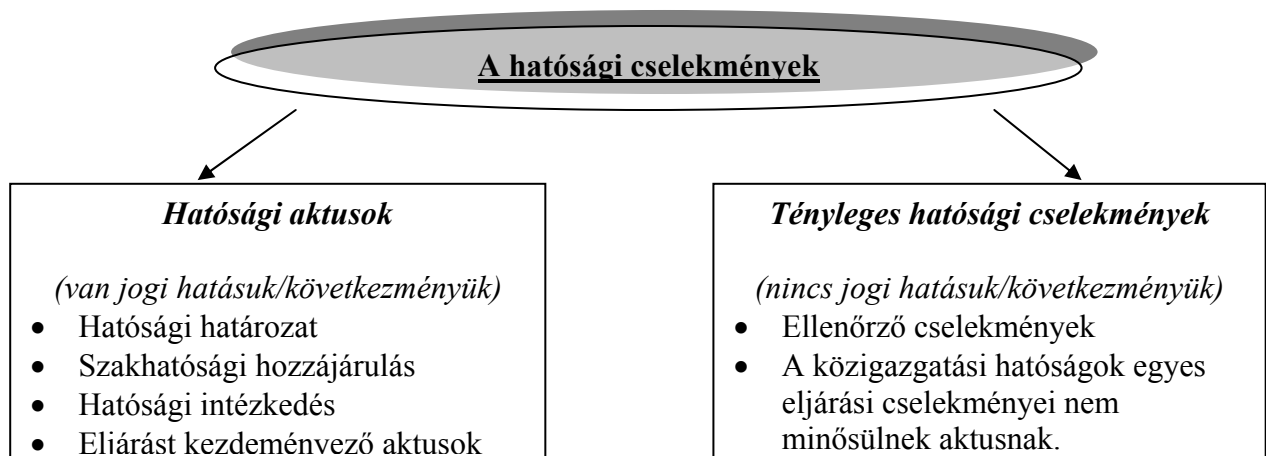 A hatósági cselekmények
Hatósági aktusok
(van jogi hatásuk/következményük)
• Hatósági határozat
• Szakhatósági hozzájárulás
• Hatósági intézkedés
• Eljárást kezdeményező aktusok
Tényleges hatósági cselekmények
(nincs jogi hatásuk/következményük)
• Ellenőrző cselekmények
• A közigazgatási hatóságok egyes
eljárási cselekményei nem
minősülnek aktusnak.